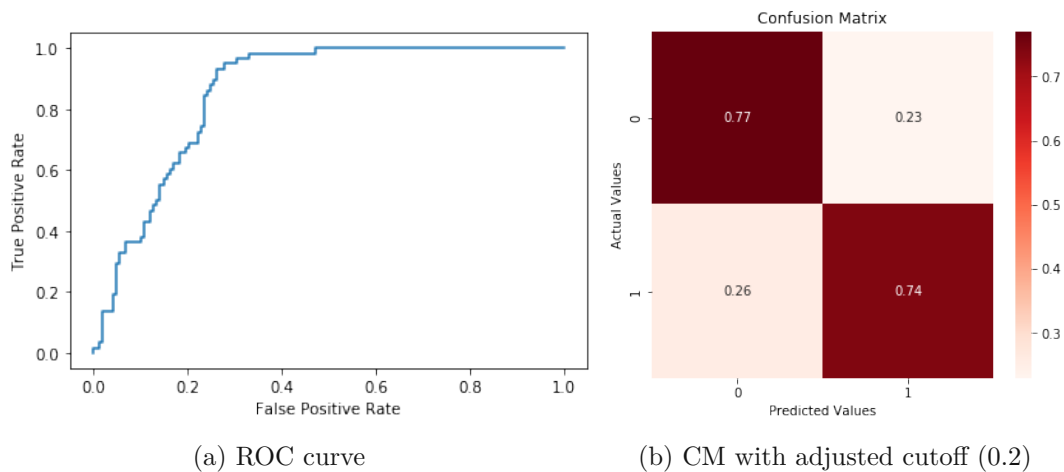 1.0
0.8
0.6
0.4
0.2
0.0
True Positive Rate
0.0 0.2 0.4 0.6 0.8 1.0
False Positive Rate
(a) ROC curve
Confusion Matrix
0.77 0.23
0.26 0.74
0
1
Actual Values
0 1
Predicted Values
0.7
0.6
0.5
0.4
0.3
(b) CM with adjusted cutoff (0.2)